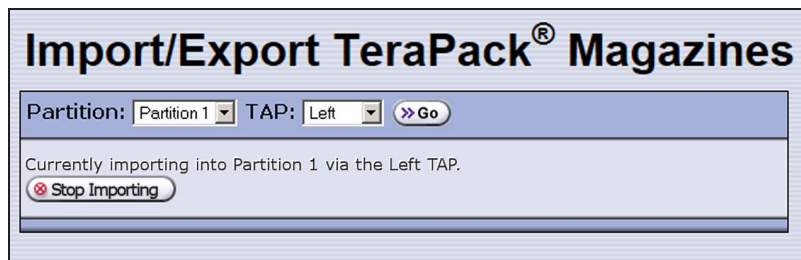 Import/Export TeraPack® Magazines
Partition: Partition 1 TAP: Left Go
Currently importing into Partition 1 via the Left TAP.
Stop Importing